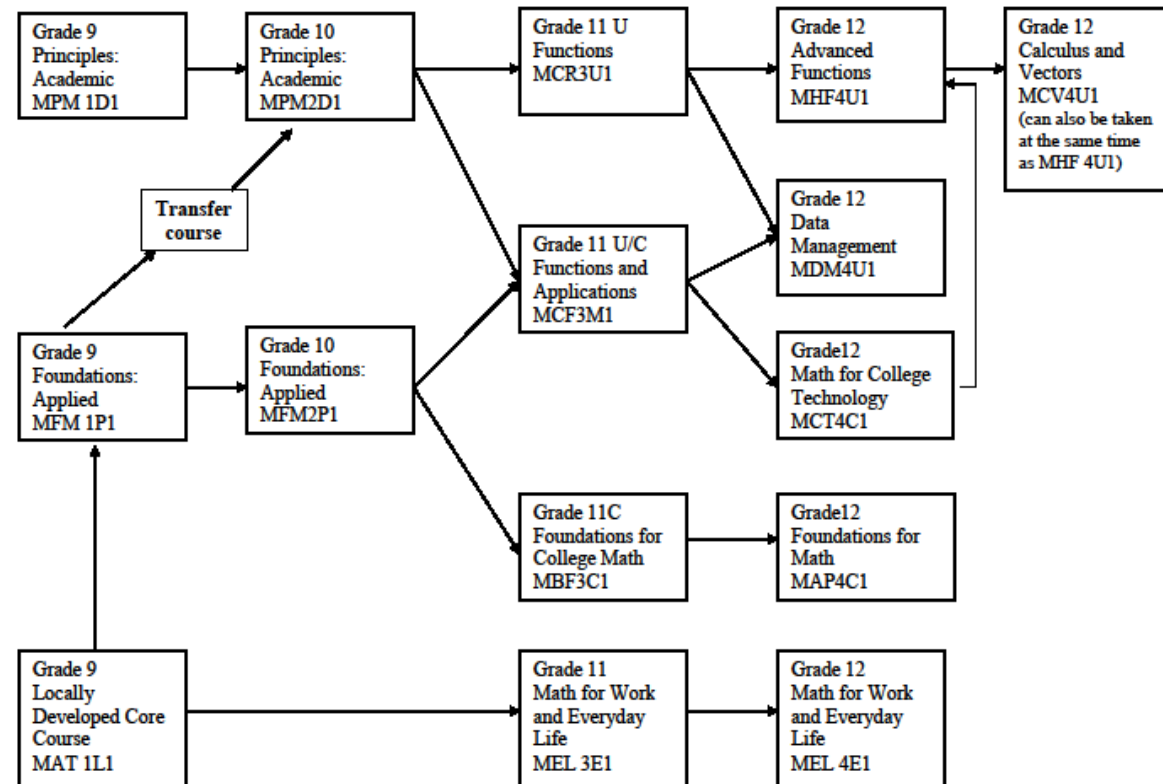 Grade 9
Principles:
Academic
MPM 1D1
Grade 10
Principles:
Academic
MPM2D1
Grade 11 U
Functions
MCR3U1
Grade 12
Advanced
Functions
MHF4U1
Grade 12
Calculus and
Vectors
MCV4U1
(can also be taken
at the same time
as MHF 4U1)
Transfer
course
Grade 11 U/C
Functions and
Applications
MCF3M1
Grade 12
Data
Management
MDM4U1
Grade 9
Foundations:
Applied
MFM 1P1
Grade 10
Foundations:
Applied
MFM2P1
Grade12
Math for College
Technology
MCT4C1
Grade 11C
Foundations for
College Math
MBF3C1
Grade12
Foundations for
Math
MAP4C1
Grade 9
Locally
Developed Core
Course
MAT 1L1
Grade 11
Math for Work
and Everyday
Life
MEL 3E1
Grade 12
Math for Work
and Everyday
Life
MEL 4E1